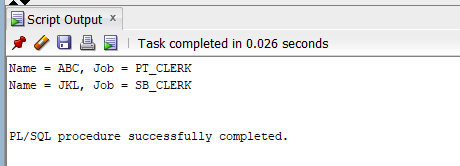 Script Output x
Task completed in 0.026 seconds
Name = ABC, Job = PT_CLERK
Name = JKL, Job = SB_CLERK
PL/SQL procedure successfully completed.